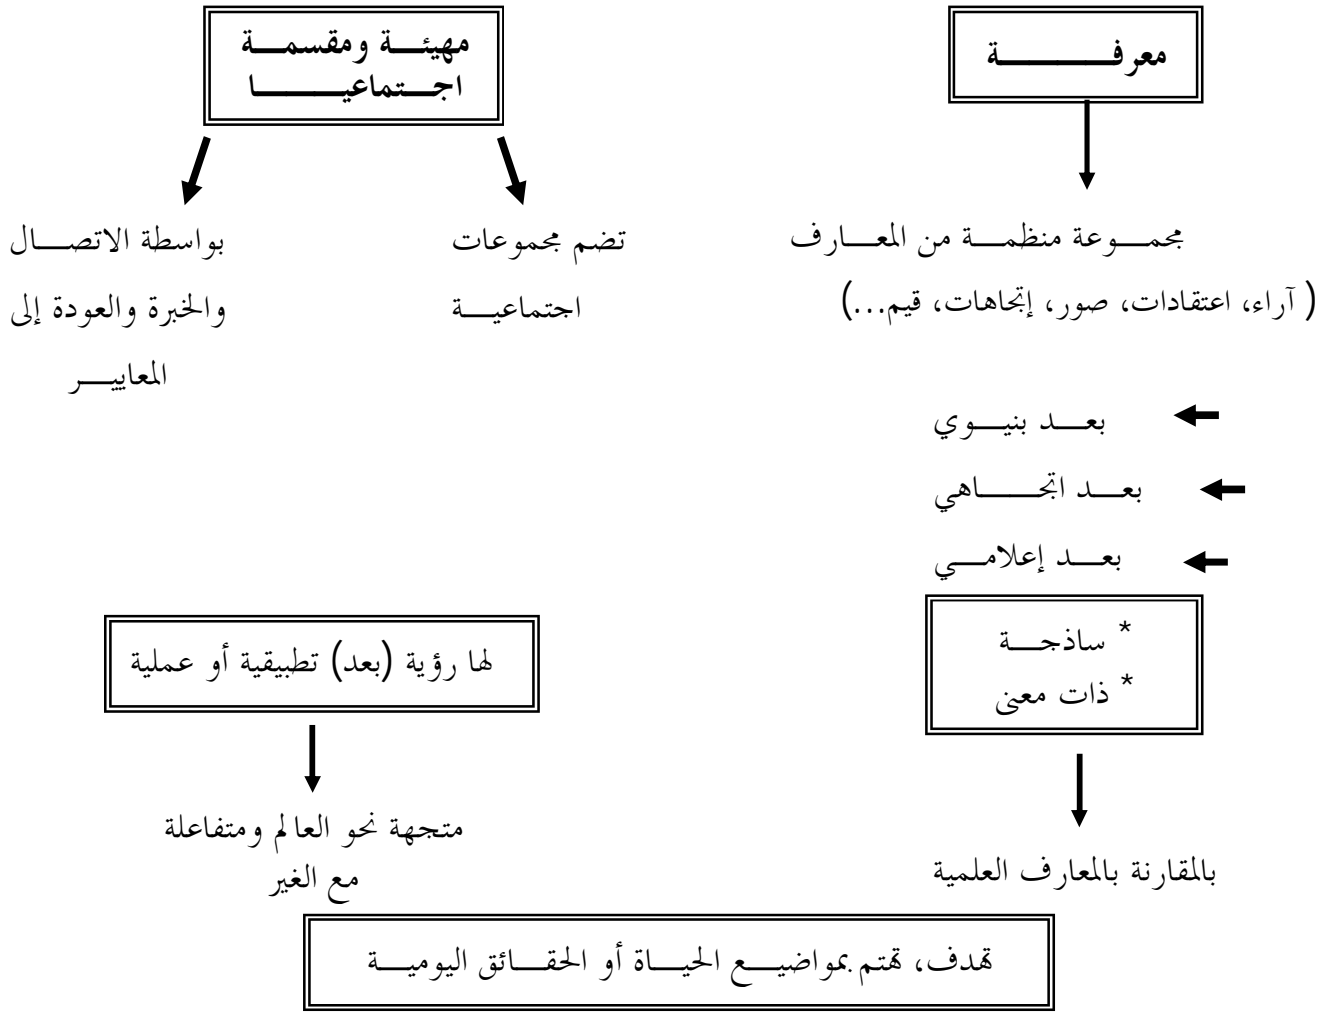 معرفة
مجموعة منظمة من المعارف
( آراء، اعتقادات، صور، إتجاهات، قيم...)
بعد بنيوي
بعد اتجاهي
بعد إعلامي
* ساذجة
* ذات معنى
بالمقارنة بالمعارف العلمية
مهيئة ومقسمة
اجتماعيا
تضم مجموعات
اجتماعية
بواسطة الاتصال
والخبرة والعودة إلى
المعايير
لها رؤية (بعد) تطبيقية أو عملية
متجهة نحو العالم ومتفاعلة
مع الغير
تهدف، تهتم بمواضيع الحياة أو الحقائق اليومية